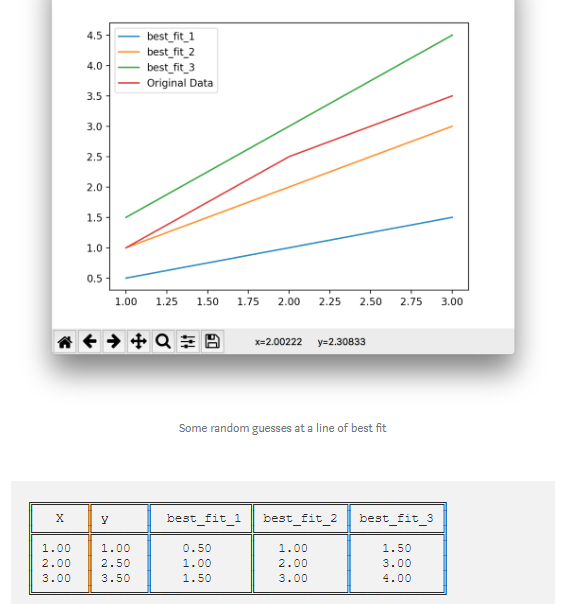 4.5
4.0
3.5
3.0
2.5
2.0
1.5
1.0
0.5
best_fit_1
best_fit_2
best_fit_3
Original Data
1.00 1.25 1.50 1.75 2.00 2.25 2.50 2.75 3.00
x=2.00222 y=2.30833
Some random guesses at a line of best fit
X y best_fit_1 best_fit_2 best_fit_3
1.00 1.00 0.50 1.00 1.50
2.00 2.50 1.00 2.00 3.00
3.00 3.50 1.50 3.00 4.00